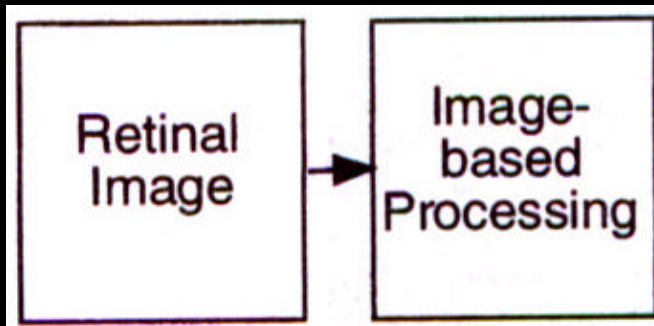 Retinal
Image
Image-
based
Processing